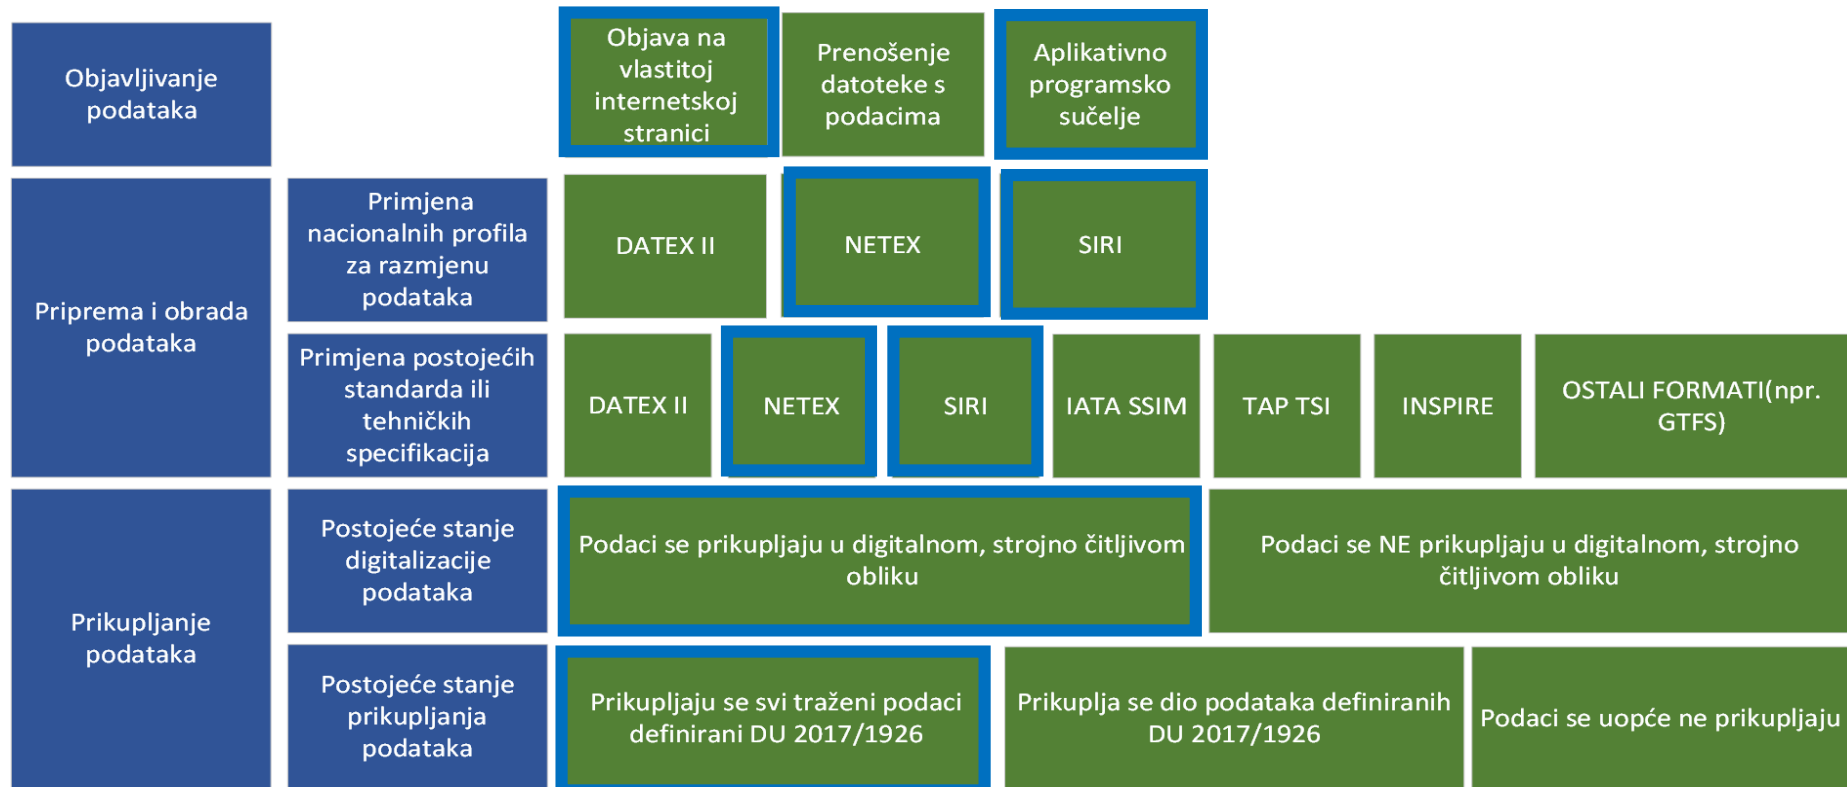 Objavljivanje
podataka
Objava na
vlastitoj
internetskoj
stranici
Prenošenje
datoteke s
podacima
Aplikativno
programsko
sučelje
Priprema i obrada
podataka
Primjena
nacionalnih profila
za razmjenu
podataka
DATEX II
NETEX
SIRI
Primjena postojećih
standarda ili
tehničkih
specifikacija
DATEX II
NETEX
SIRI
IATA SSIM
TAP TSI
INSPIRE
OSTALI FORMATI(npr.
GTFS)
Prikupljanje
podataka
Postojeće stanje
digitalizacije
podataka
Podaci se prikupljaju u digitalnom, strojno čitljivom
obliku
Podaci se NE prikupljaju u digitalnom, strojno
čitljivom obliku
Postojeće stanje
prikupljanja
podataka
Prikupljaju se svi traženi podaci
definirani DU 2017/1926
Prikuplja se dio podataka definiranih
DU 2017/1926
Podaci se uopće ne prikupljaju